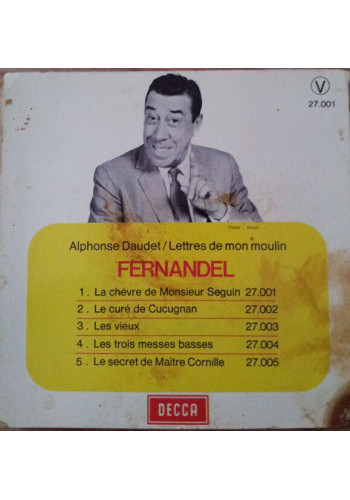 V
27.001
Alphonse Daudet/Lettres de mon moulin
FERNANDEL
1. La chèvre de Monsieur Seguin 27.001
2. Le curé de Cucugnan 27.002
3. Les vieux 27.003
4. Les trois messes basses 27.004
5. Le secret de Maître Cornille 27.005
DECCA